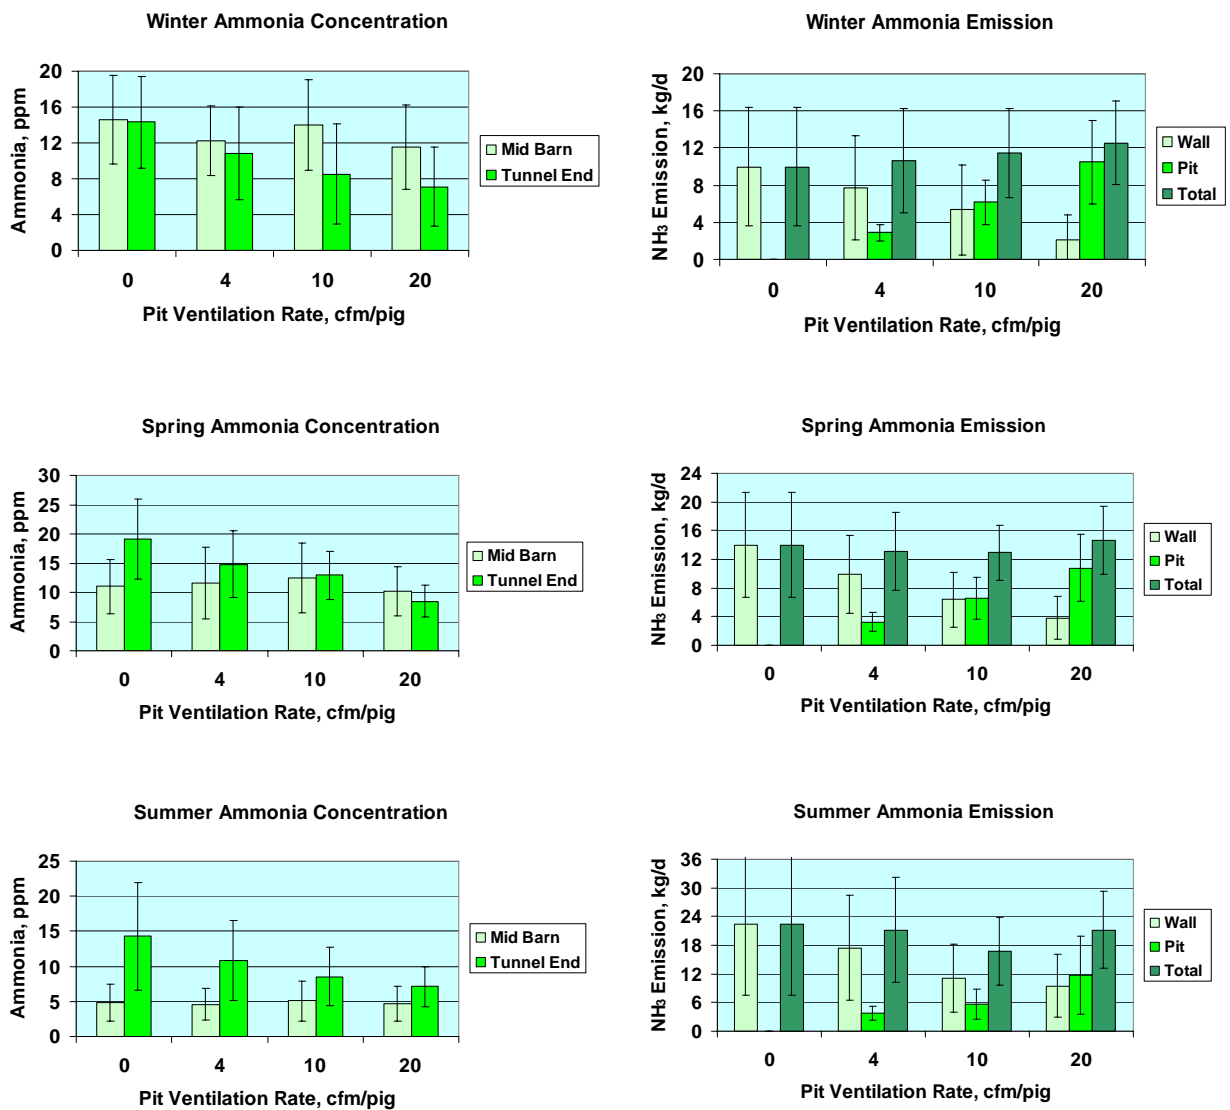 Winter Ammonia Concentration
Ammonia, ppm
20
16
12
8
4
0
0 4 10 20
Pit Ventilation Rate, cfm/pig
Mid Barn
Tunnel End
Winter Ammonia Emission
NH₃ Emission, kg/d
20
16
12
8
4
0
0 4 10 20
Pit Ventilation Rate, cfm/pig
Wall
Pit
Total
Spring Ammonia Concentration
Ammonia, ppm
30
25
20
15
10
5
0
0 4 10 20
Pit Ventilation Rate, cfm/pig
Mid Barn
Tunnel End
Spring Ammonia Emission
NH₃ Emission, kg/d
24
20
16
12
8
4
0
0 4 10 20
Pit Ventilation Rate, cfm/pig
Wall
Pit
Total
Summer Ammonia Concentration
Ammonia, ppm
25
20
15
10
5
0
0 4 10 20
Pit Ventilation Rate, cfm/pig
Mid Barn
Tunnel End
Summer Ammonia Emission
NH₃ Emission, kg/d
36
30
24
18
12
6
0
0 4 10 20
Pit Ventilation Rate, cfm/pig
Wall
Pit
Total